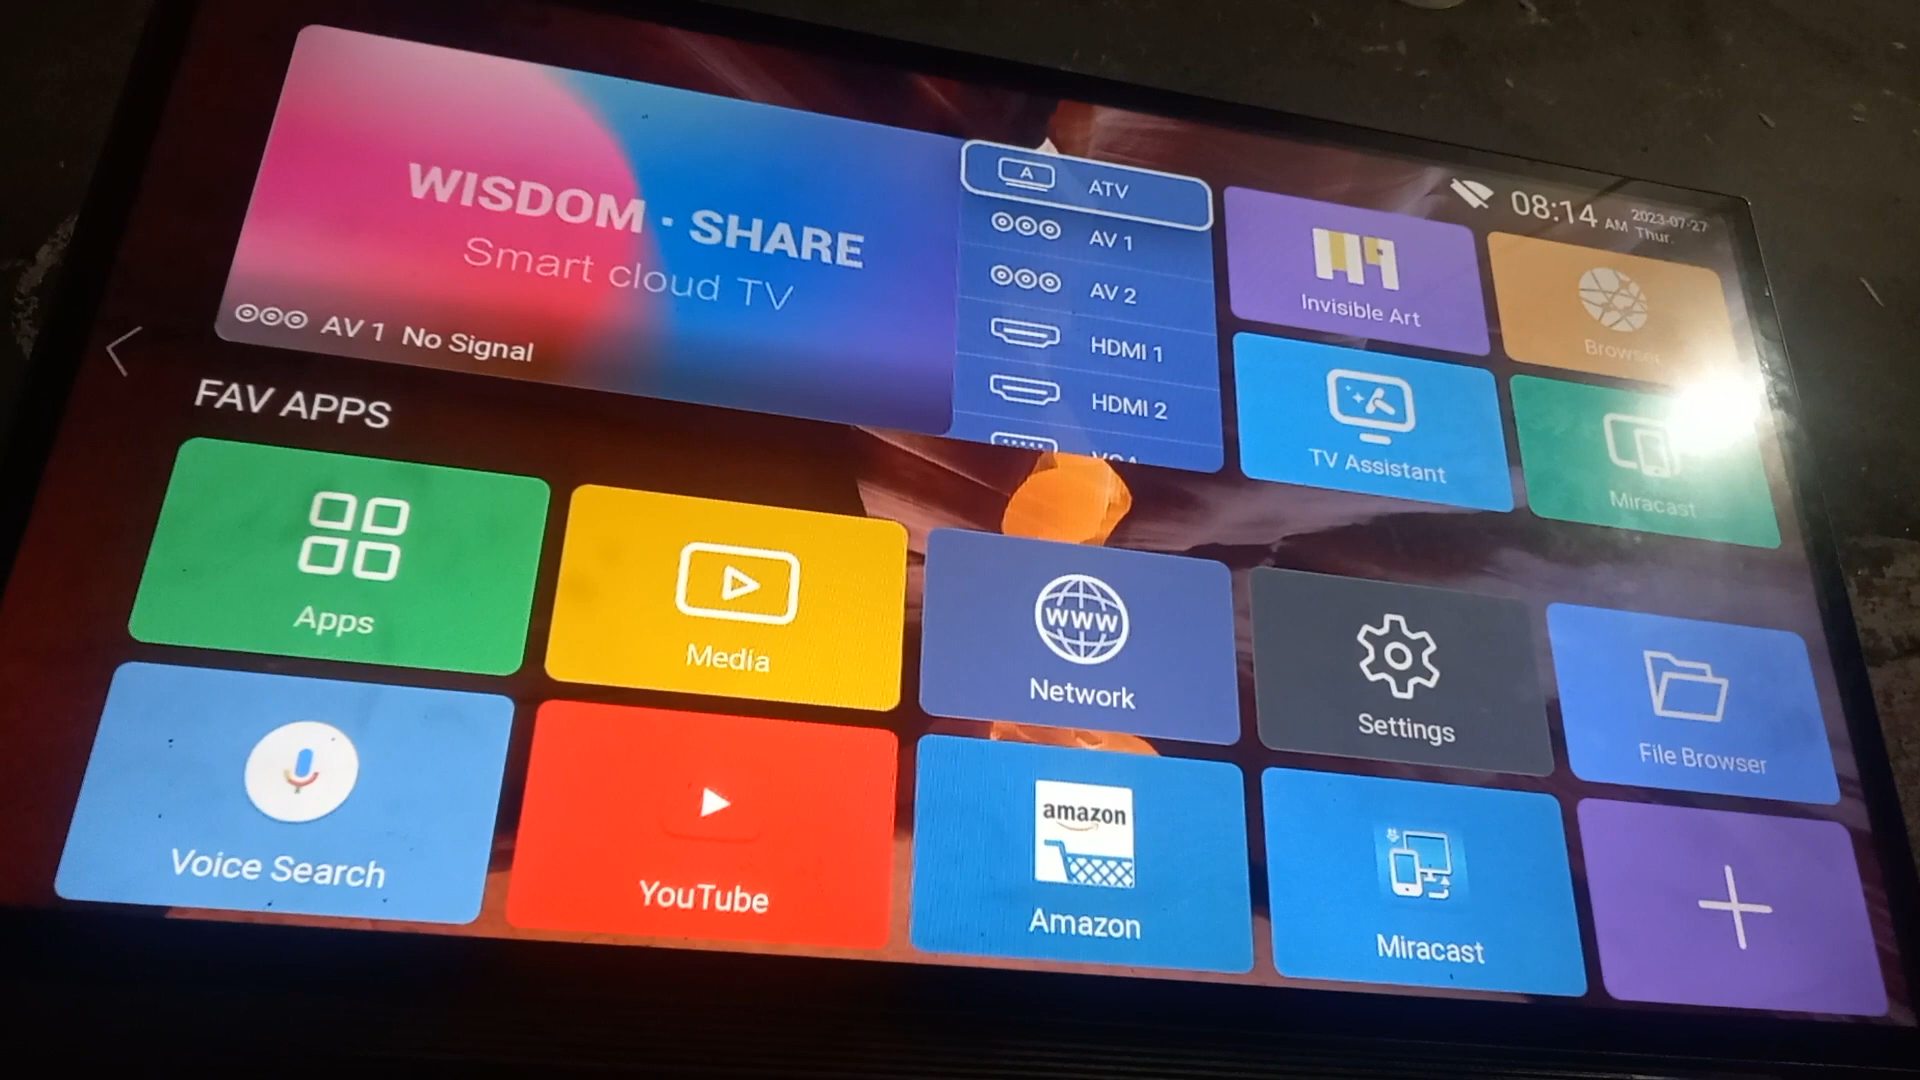 WISDOM · SHARE
Smart cloud TV
AV 1 No Signal
A
ATV
AV 1
AV 2
HDMI 1
HDMI 2
VGA
08:14 AM
2023-07-27
Thur.
Invisible Art
Browser
TV Assistant
Miracast
FAV APPS
Apps
Media
www
Network
Settings
File Browser
Voice Search
YouTube
amazon
Amazon
Miracast